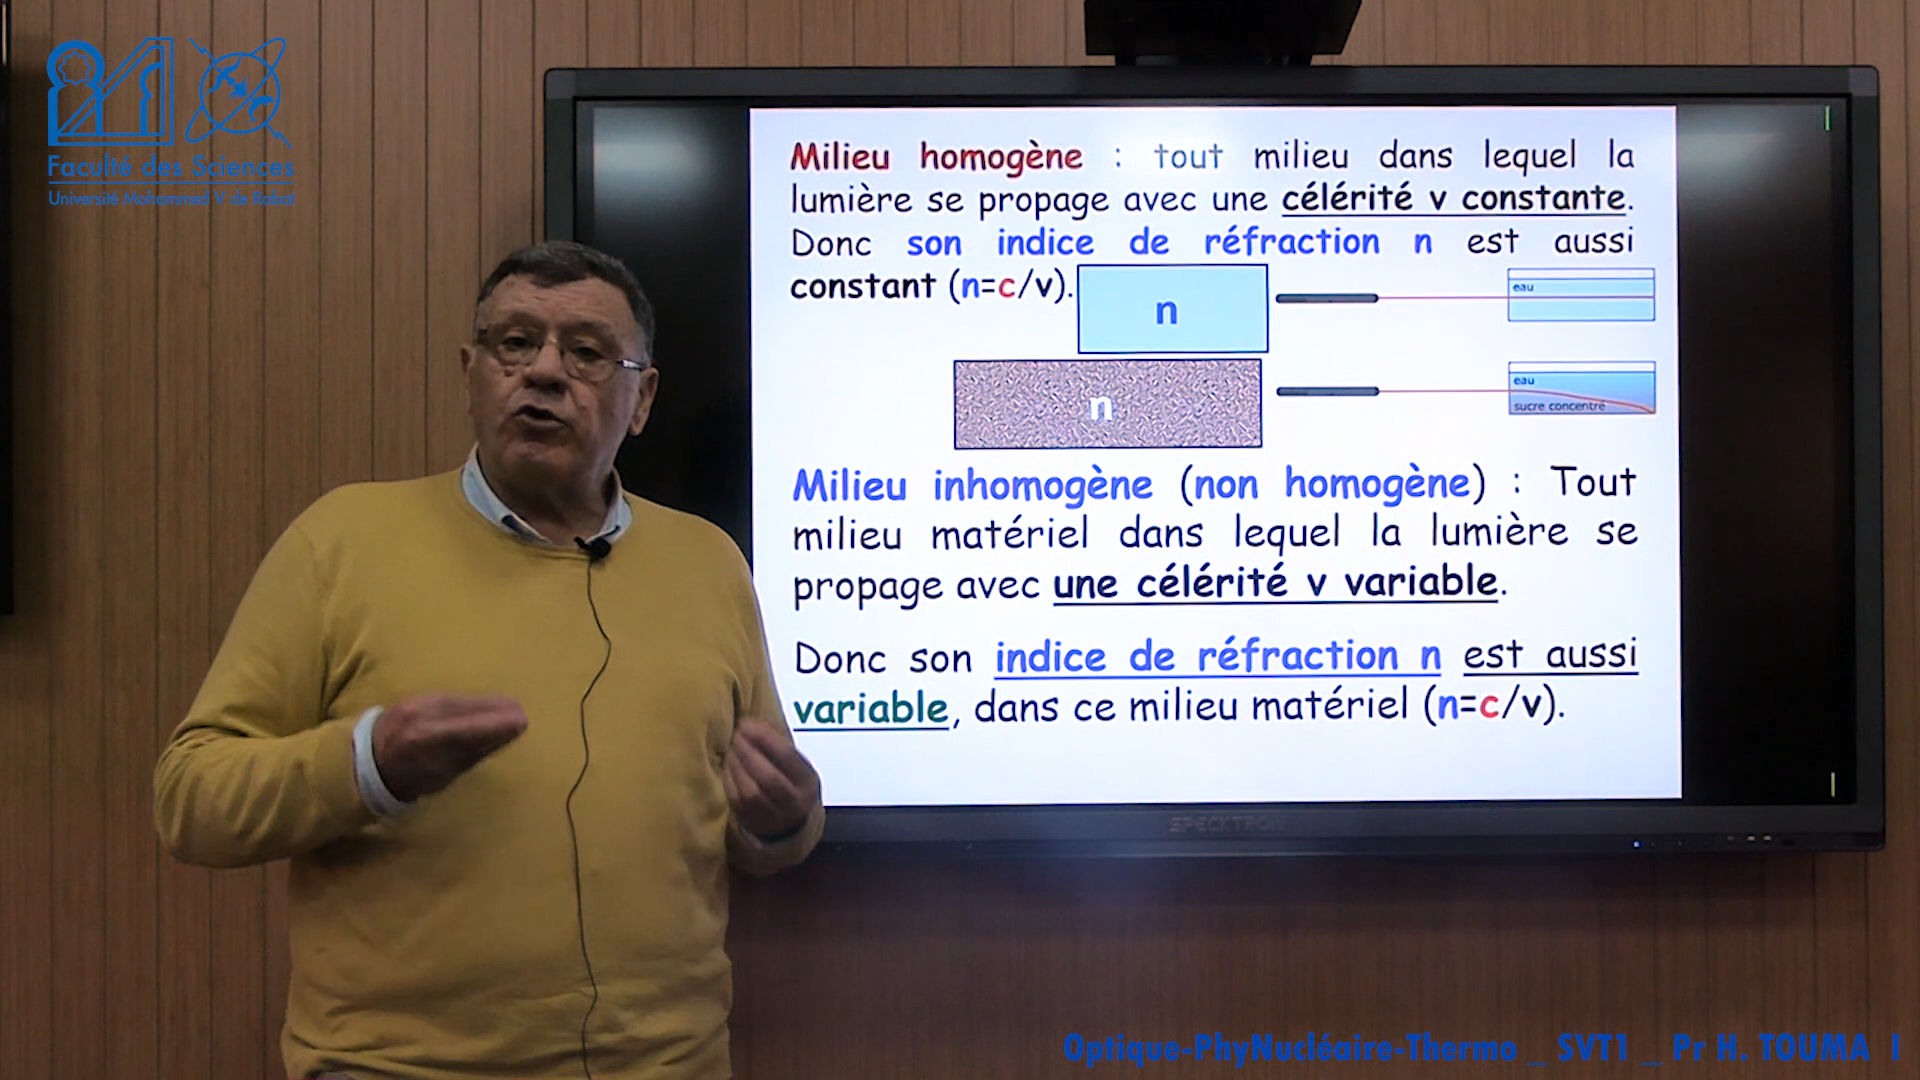 Faculté des Sciences
Université Mohammed V de Rabat
Milieu homogène : tout milieu dans lequel la
lumière se propage avec une célérité v constante.
Donc son indice de réfraction n est aussi
constant (n=c/v).
n
eau
n
eau
sucre concentré
Milieu inhomogène (non homogène) : Tout
milieu matériel dans lequel la lumière se
propage avec une célérité v variable.
Donc son indice de réfraction n est aussi
variable, dans ce milieu matériel (n=c/v).
SPECKTRON
Optique-PhyNucléaire-Thermo _ SVT1 _ Pr H. TOUMA I